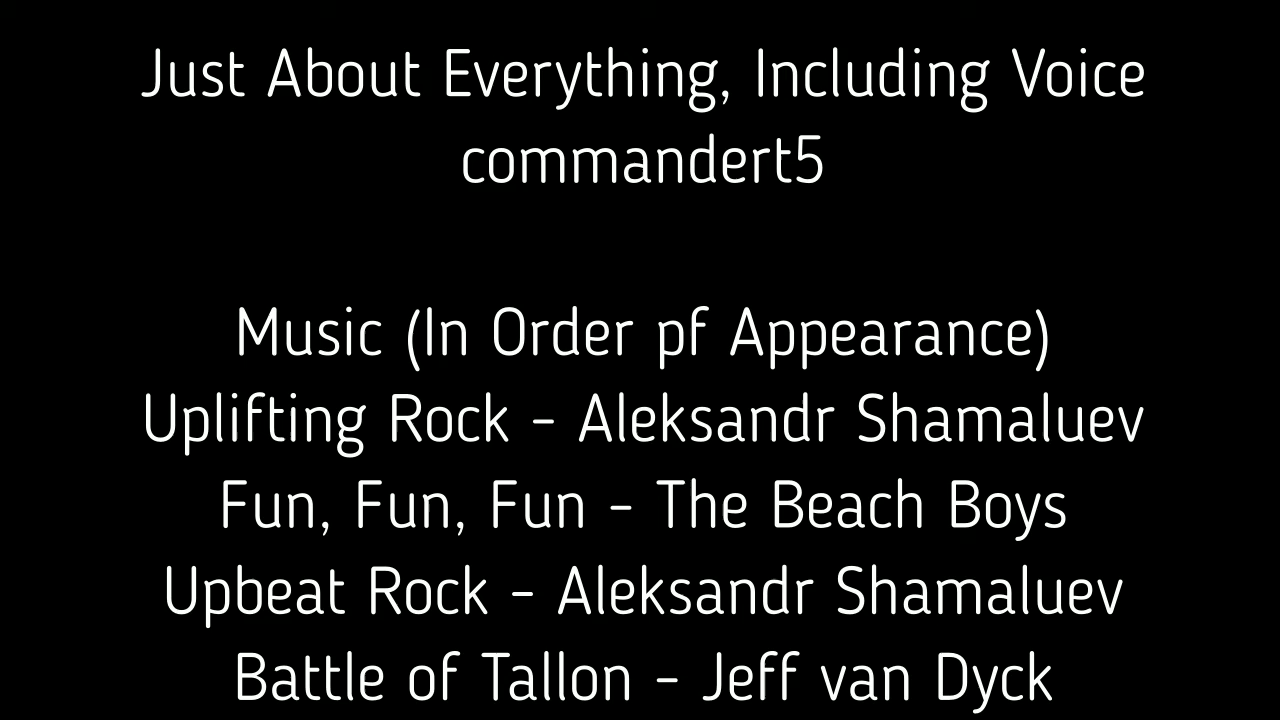 Just About Everything, Including Voice
commandert5
Music (In Order pf Appearance)
Uplifting Rock - Aleksandr Shamaluev
Fun, Fun, Fun - The Beach Boys
Upbeat Rock - Aleksandr Shamaluev
Battle of Tallon - Jeff van Dyck